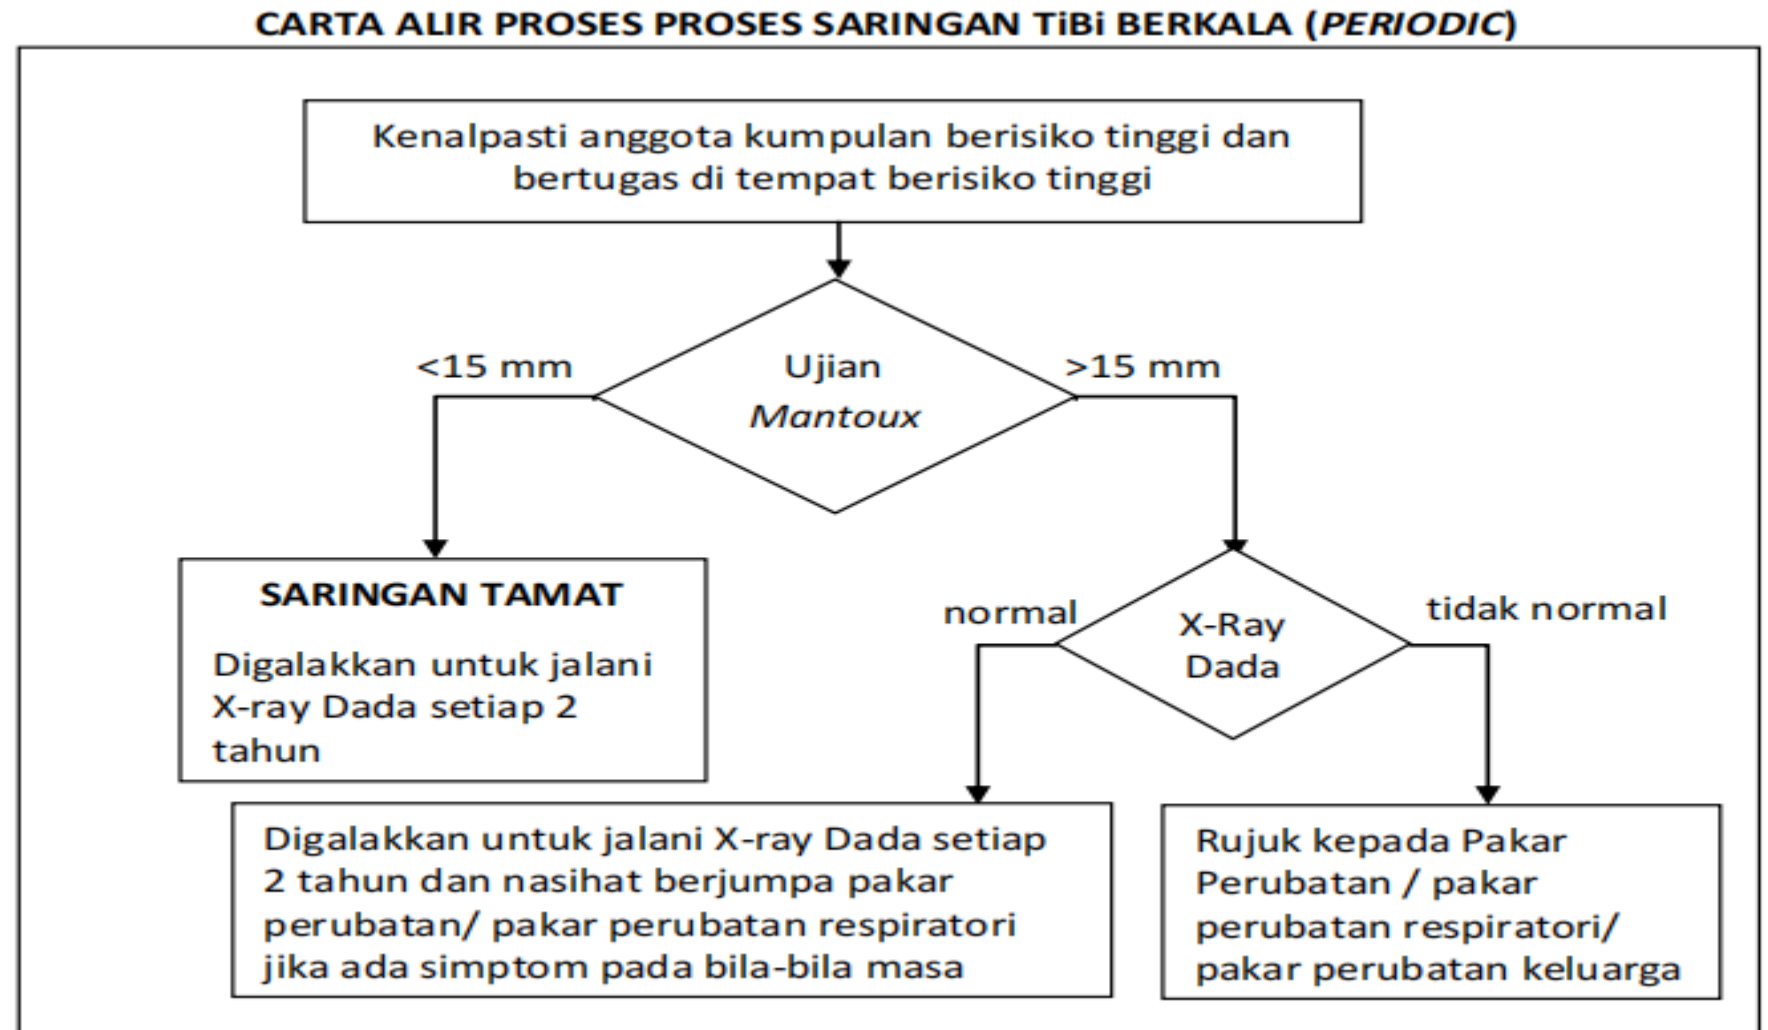 CARTA ALIR PROSES PROSES SARINGAN TiBi BERKALA (PERIODIC)
Kenalpasti anggota kumpulan berisiko tinggi dan
bertugas di tempat berisiko tinggi
<15 mm
Ujian
Mantoux
>15 mm
SARINGAN TAMAT
Digalakkan untuk jalani
X-ray Dada setiap 2
tahun
normal
X-Ray
Dada
tidak normal
Digalakkan untuk jalani X-ray Dada setiap
2 tahun dan nasihat berjumpa pakar
perubatan/ pakar perubatan respiratori
jika ada simptom pada bila-bila masa
Rujuk kepada Pakar
Perubatan / pakar
perubatan respiratori/
pakar perubatan keluarga